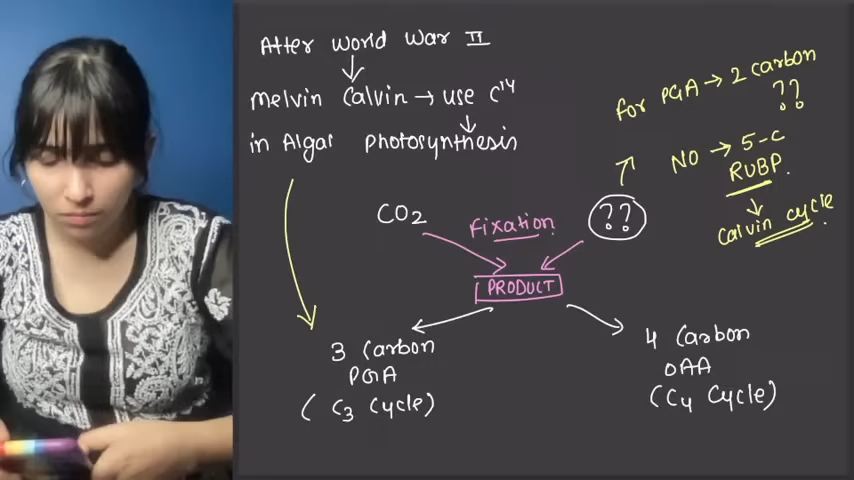 After World War II
Melvin Calvin → use C¹⁴
in Algal photosynthesis
for PGA → 2 carbon
??
NO → 5-C
RUBP.
Calvin cycle
CO₂
Fixation
??
PRODUCT
3 Carbon
PGA
( C₃ Cycle)
4 Carbon
OAA
(C₄ Cycle)